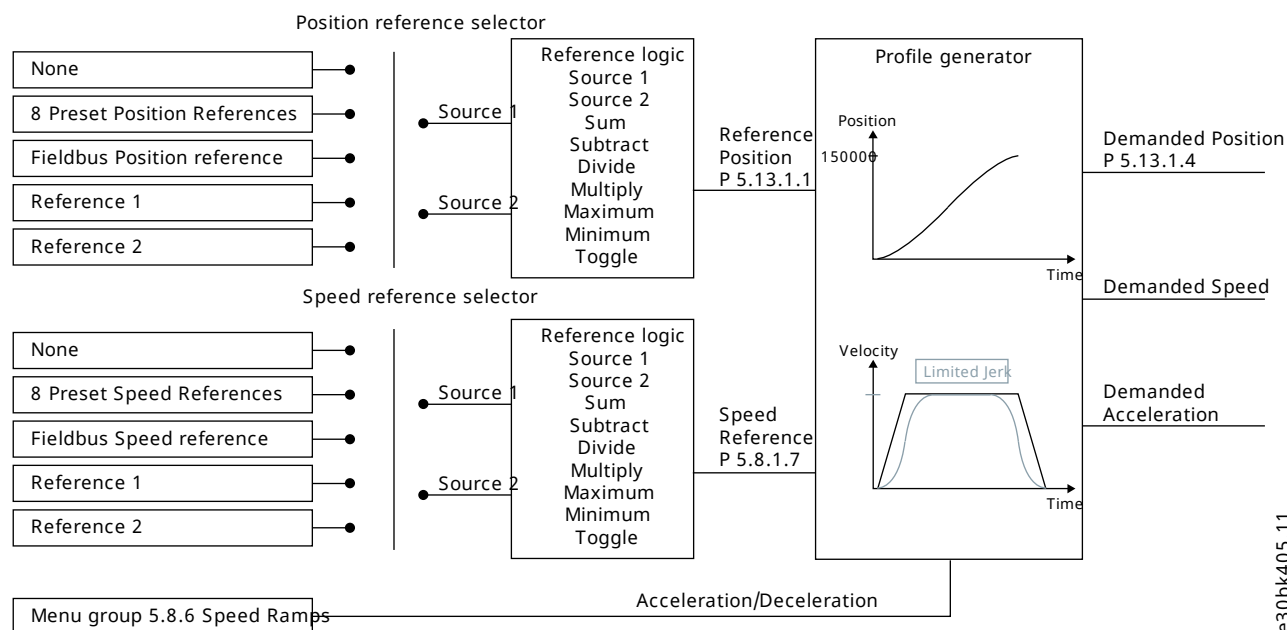 Position reference selector
None
8 Preset Position References
Fieldbus Position reference
Reference 1
Reference 2
Source 1
Source 2
Reference logic
Source 1
Source 2
Sum
Subtract
Divide
Multiply
Maximum
Minimum
Toggle
Reference
Position
P 5.13.1.1
Speed reference selector
None
8 Preset Speed References
Fieldbus Speed reference
Reference 1
Reference 2
Source 1
Source 2
Reference logic
Source 1
Source 2
Sum
Subtract
Divide
Multiply
Maximum
Minimum
Toggle
Speed
Reference
P 5.8.1.7
Menu group 5.8.6 Speed Ramps
Acceleration/Deceleration
Profile generator
Position
150000
Time
Velocity
Limited Jerk
Time
Demanded Position
P 5.13.1.4
Demanded Speed
Demanded
Acceleration
e30bk405.11